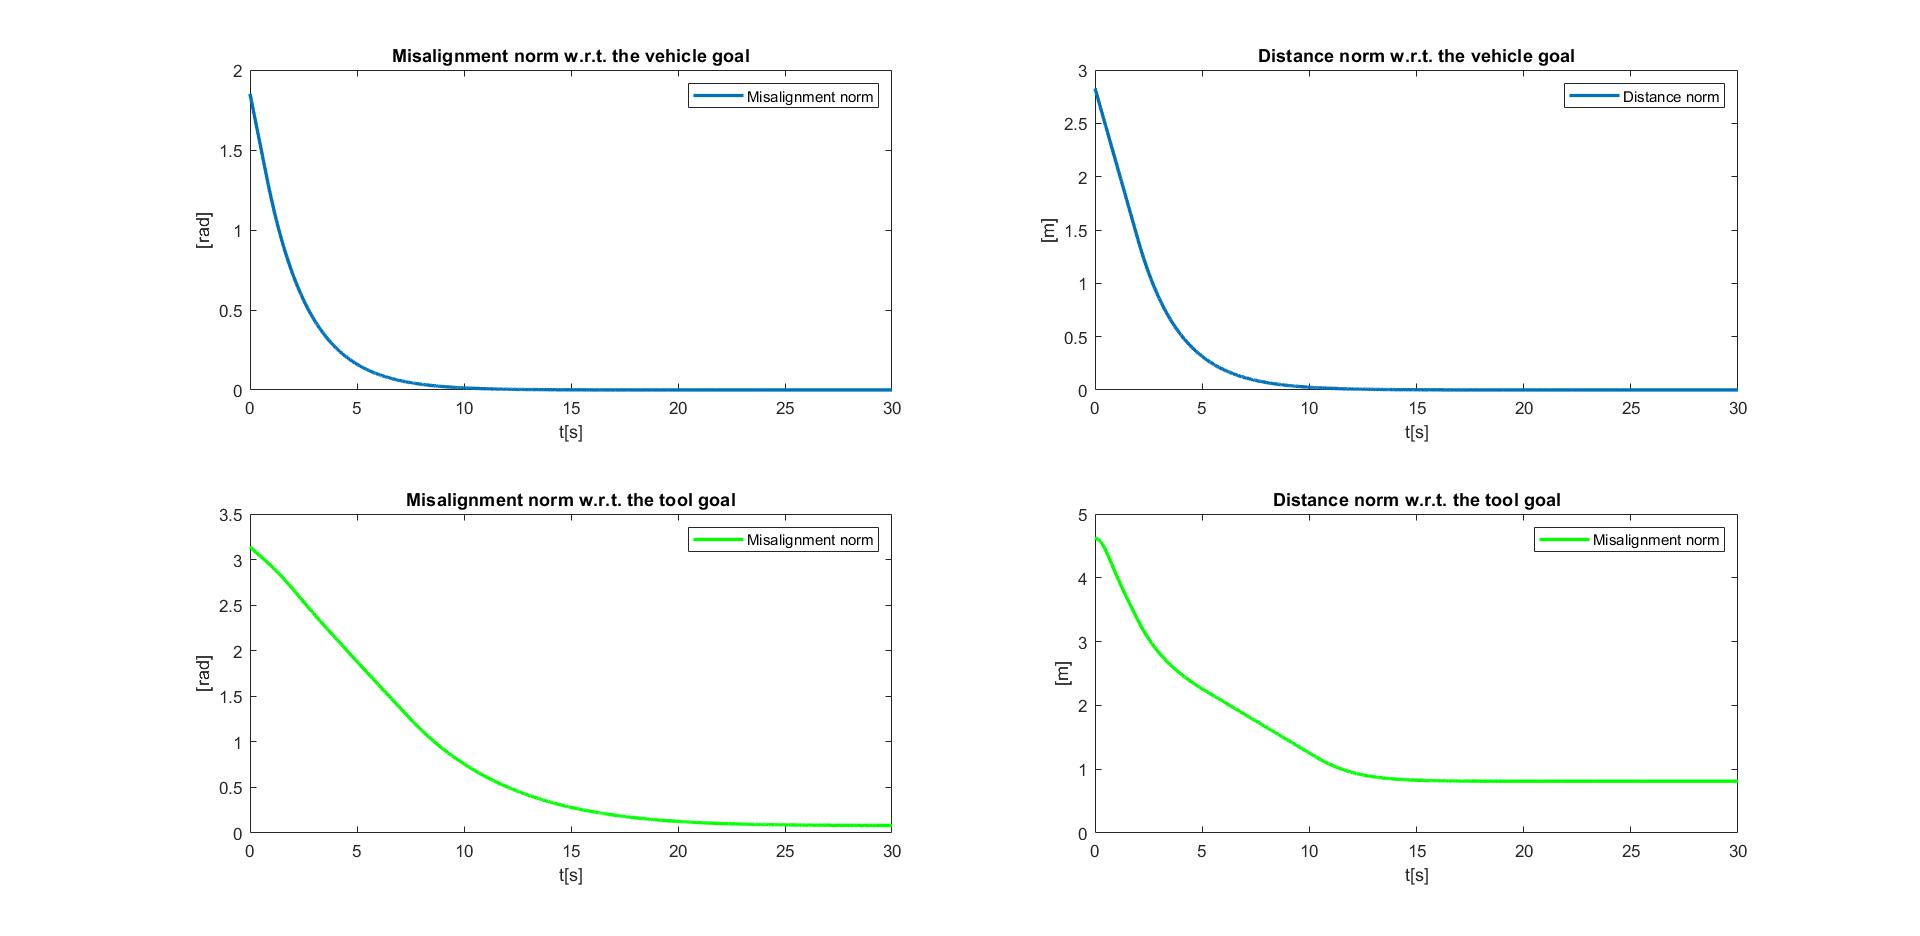 Misalignment norm w.r.t. the vehicle goal
2
1.5
1
0.5
0
[rad]
Misalignment norm
0 5 10 15 20 25 30
t[s]
Distance norm w.r.t. the vehicle goal
3
2.5
2
1.5
1
0.5
0
[m]
Distance norm
0 5 10 15 20 25 30
t[s]
Misalignment norm w.r.t. the tool goal
3.5
3
2.5
2
1.5
1
0.5
0
[rad]
Misalignment norm
0 5 10 15 20 25 30
t[s]
Distance norm w.r.t. the tool goal
5
4
3
2
1
0
[m]
Misalignment norm
0 5 10 15 20 25 30
t[s]